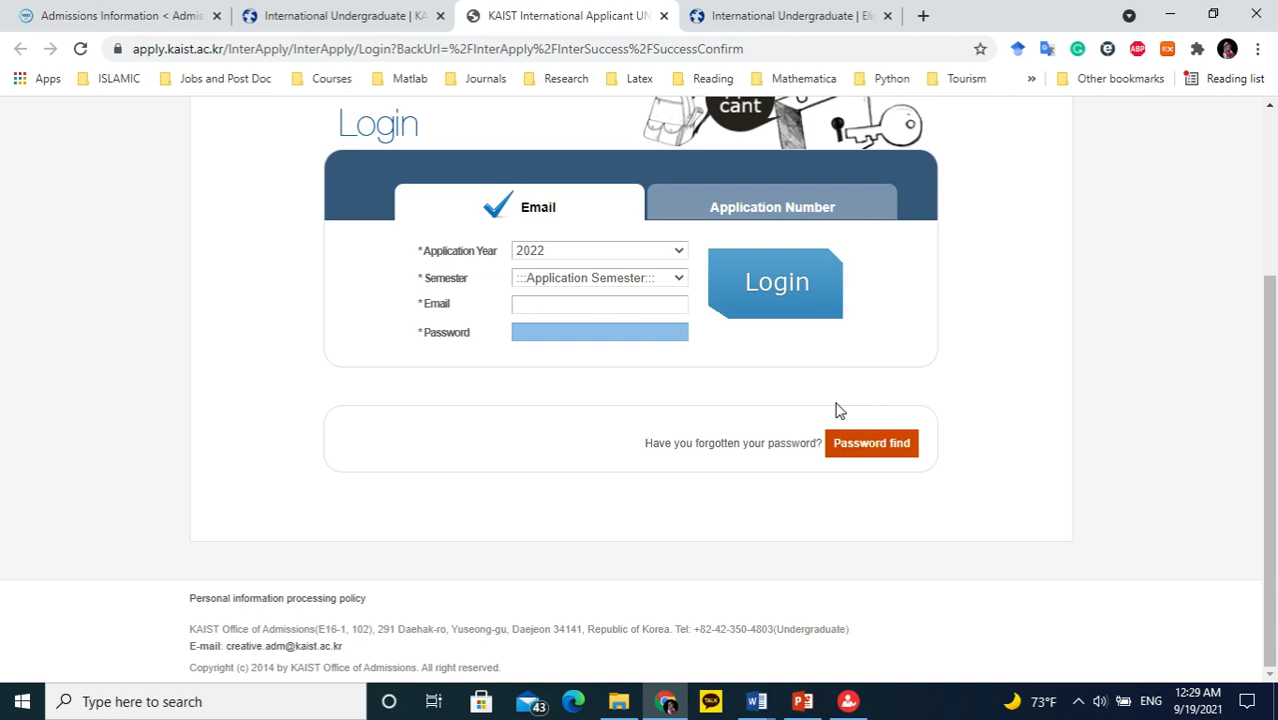 Admissions Information < Admis
International Undergraduate | KA
KAIST International Applicant UN
International Undergraduate | Eli
apply.kaist.ac.kr/InterApply/InterApply/Login?BackUrl=%2FInterApply%2FInterSuccess%2FSuccessConfirm
Apps ISLAMIC Jobs and Post Doc Courses Matlab Journals Research Latex Reading Mathematica Python Tourism » Other bookmarks Reading list
cant
Login
Email Application Number
*Application Year 2022
*Semester :::Application Semester:::
*Email
*Password
Login
Have you forgotten your password? Password find
Personal information processing policy
KAIST Office of Admissions(E16-1, 102), 291 Daehak-ro, Yuseong-gu, Daejeon 34141, Republic of Korea. Tel: +82-42-350-4803(Undergraduate)
E-mail: creative.adm@kaist.ac.kr
Copyright (c) 2014 by KAIST Office of Admissions. All right reserved.
Type here to search 43 TALK 73°F ENG 12:29 AM
9/19/2021